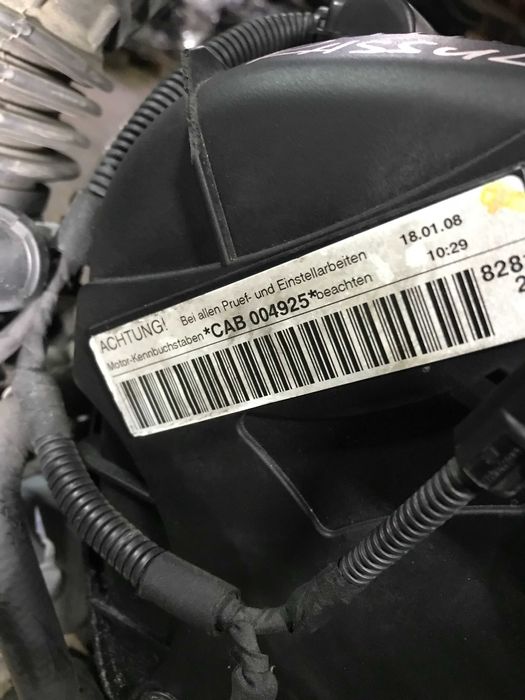 18.01.08
10:29
ACHTUNG! Bei allen Pruef- und Einstellarbeiten
Motor-Kennbuchstaben*CAB 004925*beachten